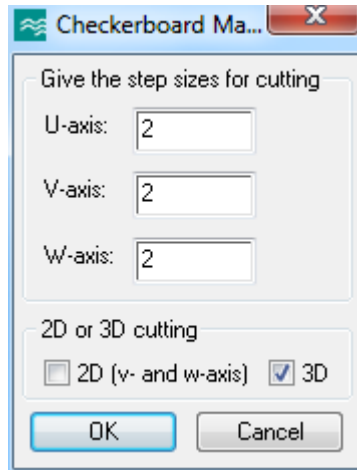 Checkerboard Ma...
Give the step sizes for cutting
U-axis: 2
V-axis: 2
W-axis: 2
2D or 3D cutting
2D (v- and w-axis) 3D
OK Cancel